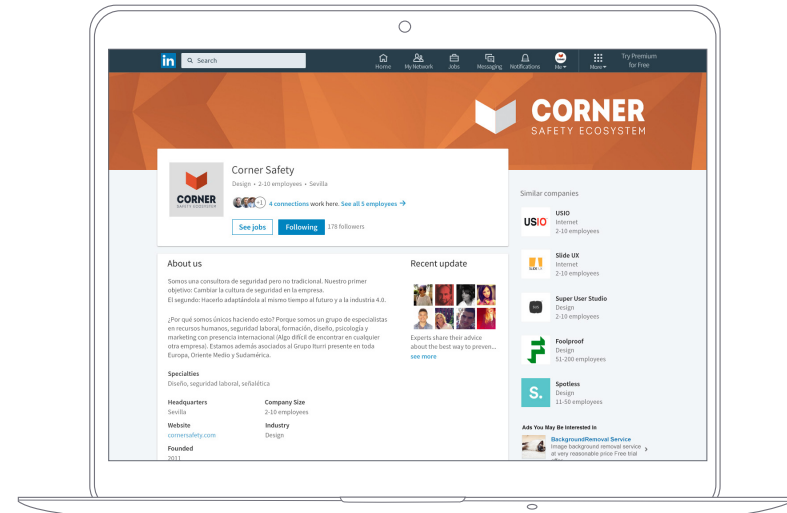 in
Search
Home
My Network
Jobs
Messaging
Notifications
Me
More
Try Premium
for Free
CORNER
SAFETY ECOSYSTEM
CORNER
SAFETY ECOSYSTEM
Corner Safety
Design • 2-10 employees • Sevilla
+1
4 connections work here. See all 5 employees →
See jobs
Following
178 followers
About us
Somos una consultora de seguridad pero no tradicional. Nuestro primer
objetivo: Cambiar la cultura de seguridad en la empresa.
El segundo: Hacerlo adaptándola al mismo tiempo al futuro y a la industria 4.0.
¿Por qué somos únicos haciendo esto? Porque somos un grupo de especialistas
en recursos humanos, seguridad laboral, formación, diseño, psicología y
marketing con presencia internacional (Algo difícil de encontrar en cualquier
otra empresa). Estamos además asociados al Grupo Iturri presente en toda
Europa, Oriente Medio y Sudamérica.
Specialties
Diseño, seguridad laboral, señalética
Headquarters
Sevilla
Company Size
2-10 employees
Website
cornersafety.com
Industry
Design
Founded
2011
Recent update
Experts share their advice
about the best way to preven...
see more
Similar companies
USIO
USIO
Internet
2-10 employees
Slide UX
Internet
2-10 employees
Super User Studio
Design
2-10 employees
Foolproof
Design
51-200 employees
S.
Spotless
Design
11-50 employees
Ads You May Be Interested In
BackgroundRemoval Service
Image background removal service
at very reasonable price Free trial